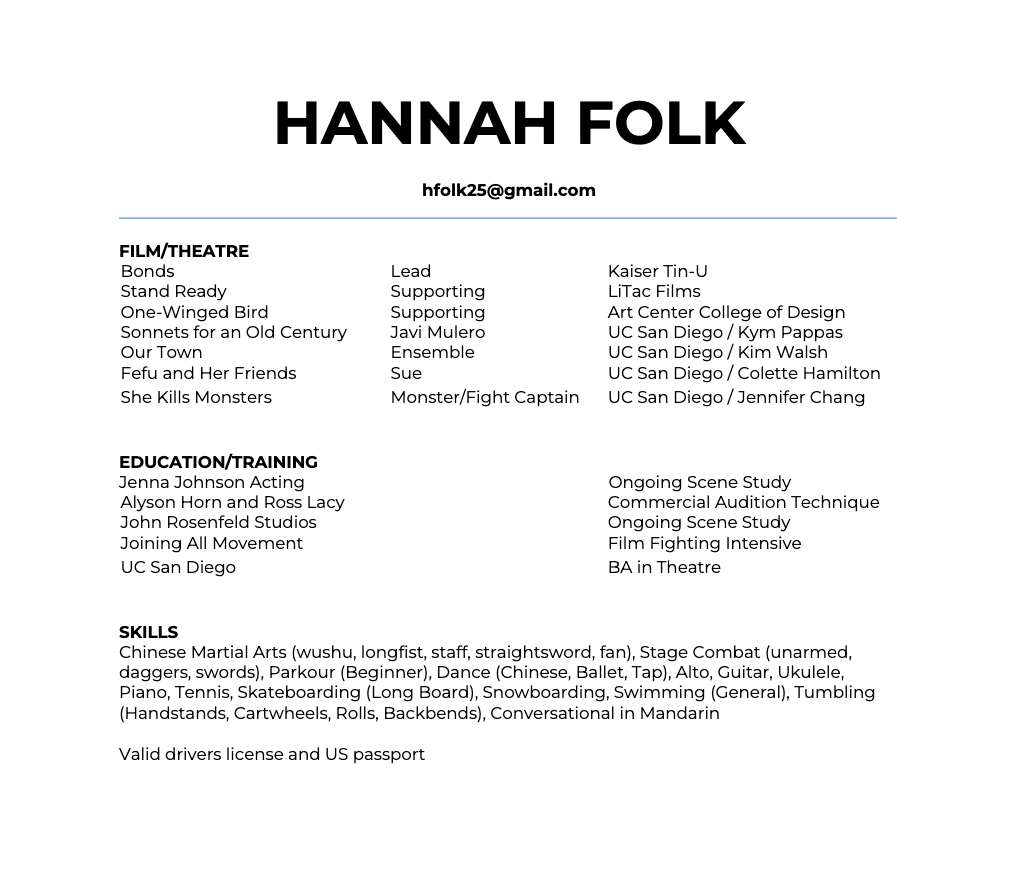 HANNAH FOLK
hfolk25@gmail.com
FILM/THEATRE
Bonds Lead Kaiser Tin-U
Stand Ready Supporting LiTac Films
One-Winged Bird Supporting Art Center College of Design
Sonnets for an Old Century Javi Mulero UC San Diego / Kym Pappas
Our Town Ensemble UC San Diego / Kim Walsh
Fefu and Her Friends Sue UC San Diego / Colette Hamilton
She Kills Monsters Monster/Fight Captain UC San Diego / Jennifer Chang
EDUCATION/TRAINING
Jenna Johnson Acting Ongoing Scene Study
Alyson Horn and Ross Lacy Commercial Audition Technique
John Rosenfeld Studios Ongoing Scene Study
Joining All Movement Film Fighting Intensive
UC San Diego BA in Theatre
SKILLS
Chinese Martial Arts (wushu, longfist, staff, straightsword, fan), Stage Combat (unarmed,
daggers, swords), Parkour (Beginner), Dance (Chinese, Ballet, Tap), Alto, Guitar, Ukulele,
Piano, Tennis, Skateboarding (Long Board), Snowboarding, Swimming (General), Tumbling
(Handstands, Cartwheels, Rolls, Backbends), Conversational in Mandarin
Valid drivers license and US passport